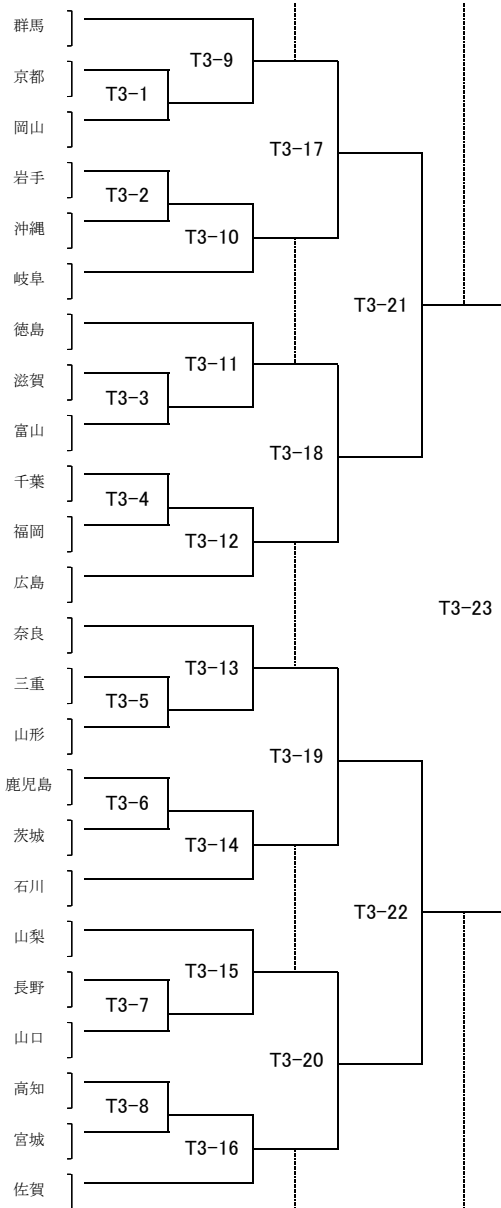 群馬
T3-9
京都
T3-1
岡山
T3-17
岩手
T3-2
沖縄
T3-10
岐阜
T3-21
徳島
T3-11
滋賀
T3-3
富山
T3-18
千葉
T3-4
福岡
T3-12
広島
T3-23
奈良
T3-13
三重
T3-5
山形
T3-19
鹿児島
T3-6
茨城
T3-14
石川
T3-22
山梨
T3-15
長野
T3-7
山口
T3-20
高知
T3-8
宮城
T3-16
佐賀